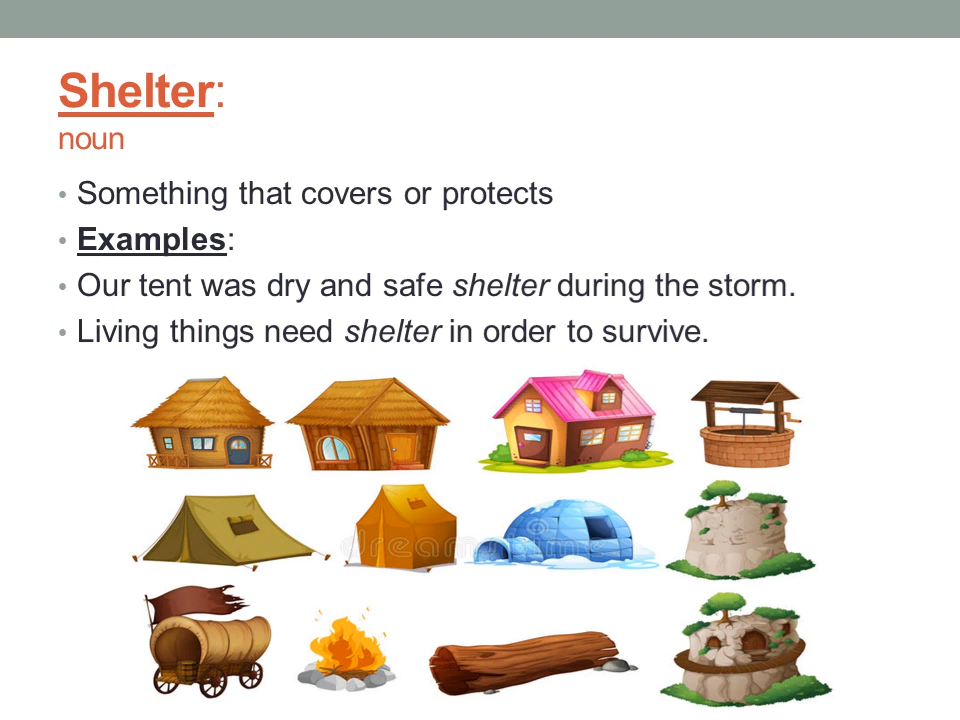 Shelter:
noun
• Something that covers or protects
• Examples:
• Our tent was dry and safe shelter during the storm.
• Living things need shelter in order to survive.
dreamstime